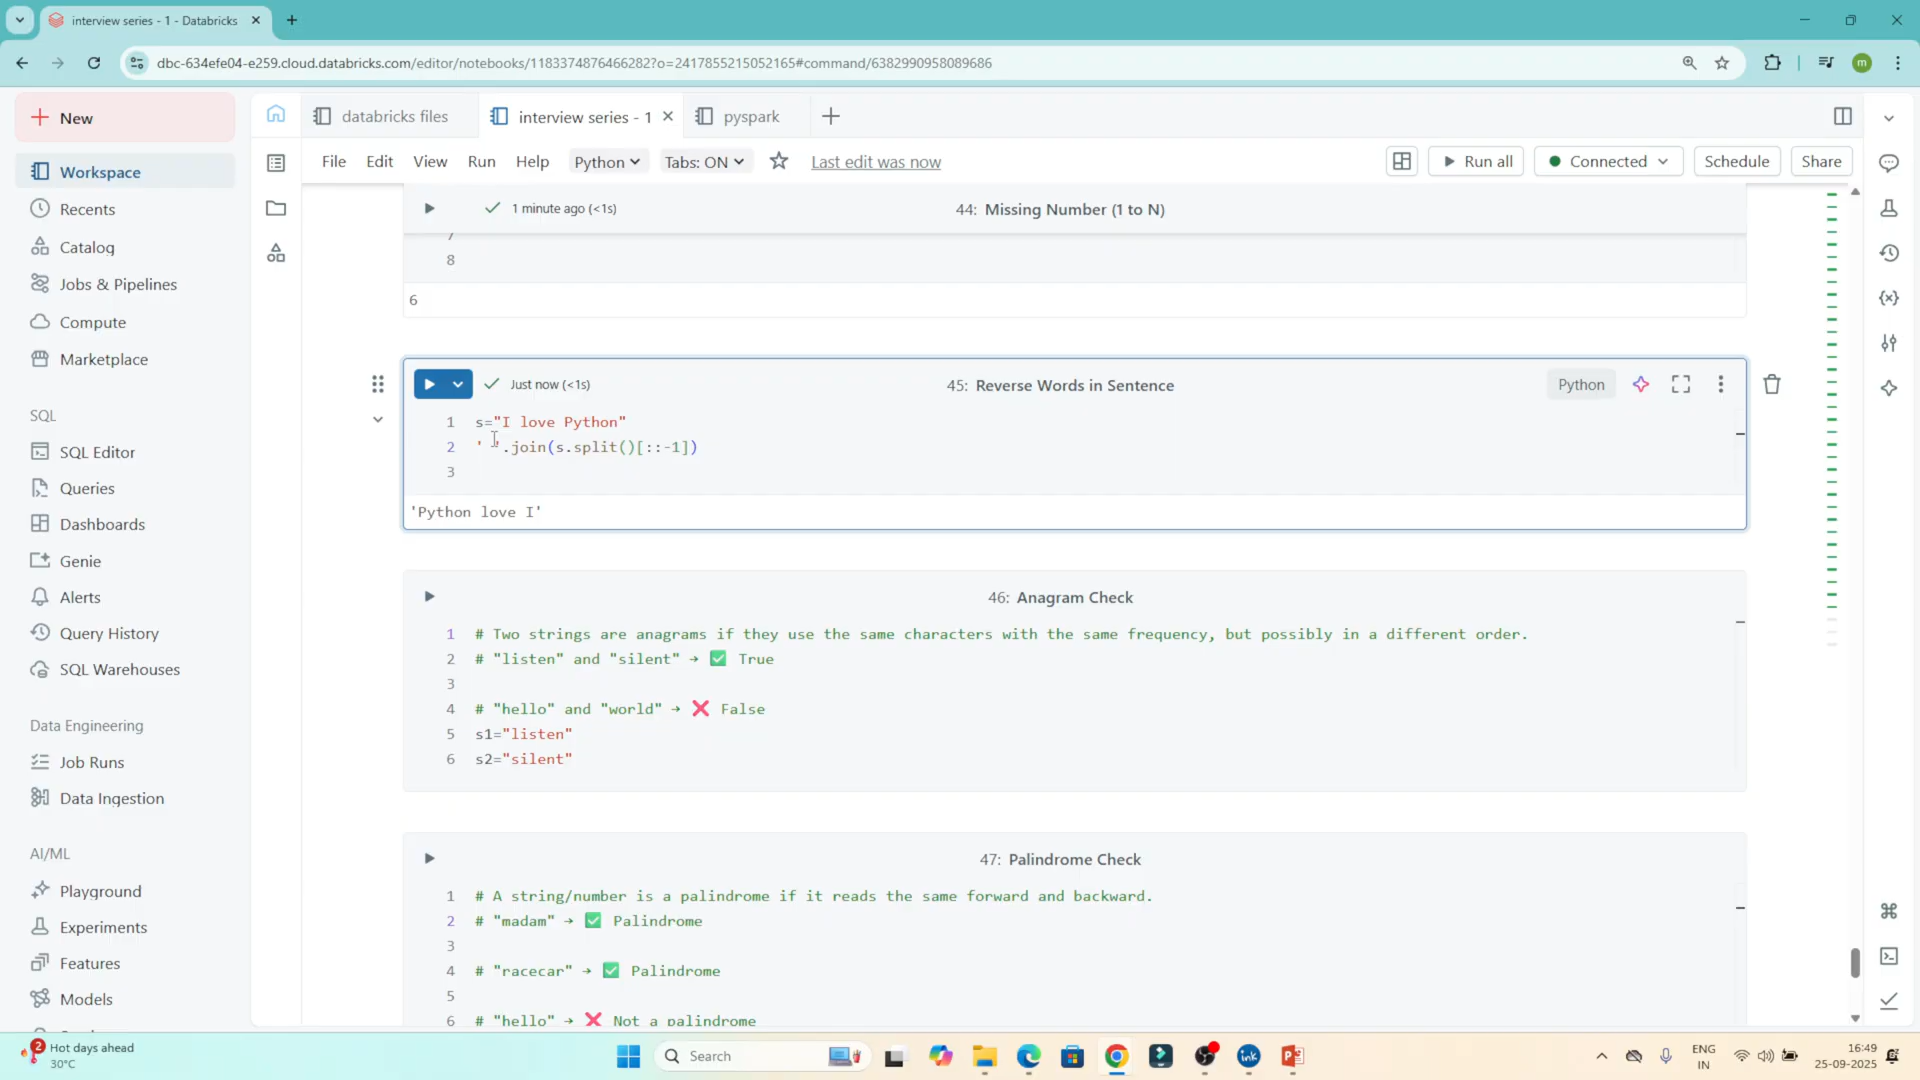 interview series - 1 - Databricks
dbc-634efe04-e259.cloud.databricks.com/editor/notebooks/1183374876466282?o=2417855215052165#command/6382990958089686
m
New
Workspace
Recents
Catalog
Jobs & Pipelines
Compute
Marketplace
SQL
SQL Editor
Queries
Dashboards
Genie
Alerts
Query History
SQL Warehouses
Data Engineering
Job Runs
Data Ingestion
AI/ML
Playground
Experiments
Features
Models
databricks files
interview series - 1
pyspark
File Edit View Run Help Python Tabs: ON Last edit was now
Run all Connected Schedule Share
1 minute ago (<1s) 44: Missing Number (1 to N)
7
8
6
Just now (<1s) 45: Reverse Words in Sentence Python
1 s="I love Python"
2 ' '.join(s.split()[::-1])
3
'Python love I'
46: Anagram Check
1 # Two strings are anagrams if they use the same characters with the same frequency, but possibly in a different order.
2 # "listen" and "silent" → ✅ True
3
4 # "hello" and "world" → ❌ False
5 s1="listen"
6 s2="silent"
47: Palindrome Check
1 # A string/number is a palindrome if it reads the same forward and backward.
2 # "madam" → ✅ Palindrome
3
4 # "racecar" → ✅ Palindrome
5
6 # "hello" → ❌ Not a palindrome
2
Hot days ahead
30°C
Search
ink
ENG
IN
16:49
25-09-2025